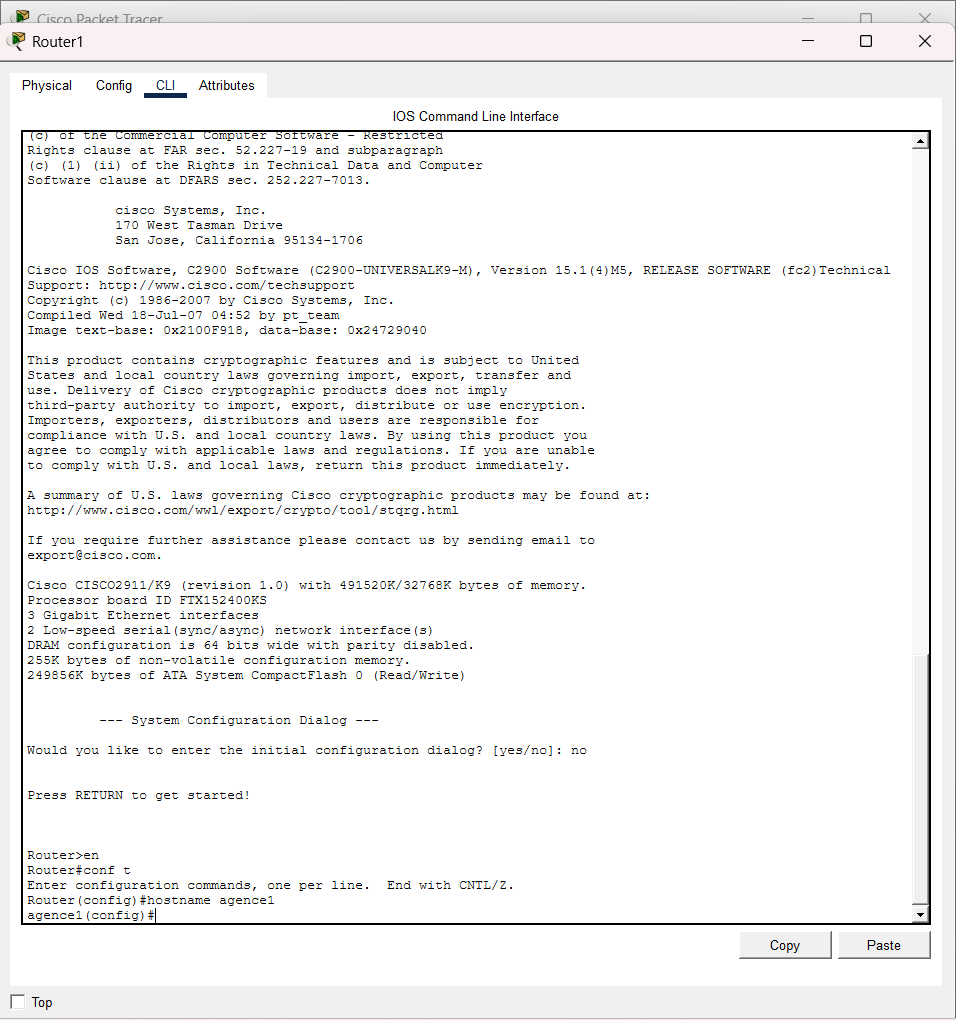 Cisco Packet Tracer
Router1
Physical Config CLI Attributes
IOS Command Line Interface
(c) of the Commercial Computer Software - Restricted
Rights clause at FAR sec. 52.227-19 and subparagraph
(c) (1) (ii) of the Rights in Technical Data and Computer
Software clause at DFARS sec. 252.227-7013.
cisco Systems, Inc.
170 West Tasman Drive
San Jose, California 95134-1706
Cisco IOS Software, C2900 Software (C2900-UNIVERSALK9-M), Version 15.1(4)M5, RELEASE SOFTWARE (fc2)Technical
Support: http://www.cisco.com/techsupport
Copyright (c) 1986-2007 by Cisco Systems, Inc.
Compiled Wed 18-Jul-07 04:52 by pt_team
Image text-base: 0x2100F918, data-base: 0x24729040
This product contains cryptographic features and is subject to United
States and local country laws governing import, export, transfer and
use. Delivery of Cisco cryptographic products does not imply
third-party authority to import, export, distribute or use encryption.
Importers, exporters, distributors and users are responsible for
compliance with U.S. and local country laws. By using this product you
agree to comply with applicable laws and regulations. If you are unable
to comply with U.S. and local laws, return this product immediately.
A summary of U.S. laws governing Cisco cryptographic products may be found at:
http://www.cisco.com/wwl/export/crypto/tool/stqrg.html
If you require further assistance please contact us by sending email to
export@cisco.com.
Cisco CISCO2911/K9 (revision 1.0) with 491520K/32768K bytes of memory.
Processor board ID FTX152400KS
3 Gigabit Ethernet interfaces
2 Low-speed serial(sync/async) network interface(s)
DRAM configuration is 64 bits wide with parity disabled.
255K bytes of non-volatile configuration memory.
249856K bytes of ATA System CompactFlash 0 (Read/Write)
--- System Configuration Dialog ---
Would you like to enter the initial configuration dialog? [yes/no]: no
Press RETURN to get started!
Router>en
Router#conf t
Enter configuration commands, one per line.  End with CNTL/Z.
Router(config)#hostname agence1
agence1(config)#
Copy Paste
Top